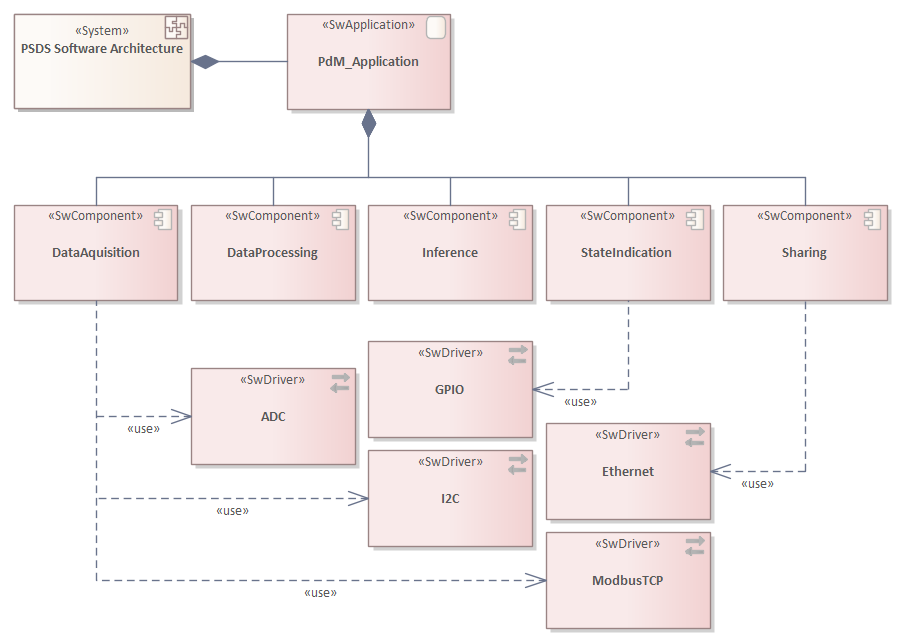 «System»
PSDS Software Architecture
«SwApplication»
PdM_Application
«SwComponent»
DataAquisition
«SwComponent»
DataProcessing
«SwComponent»
Inference
«SwComponent»
StateIndication
«SwComponent»
Sharing
«SwDriver»
GPIO
«SwDriver»
ADC
«use»
«use»
«SwDriver»
Ethernet
«SwDriver»
I2C
«use»
«use»
«SwDriver»
ModbusTCP
«use»